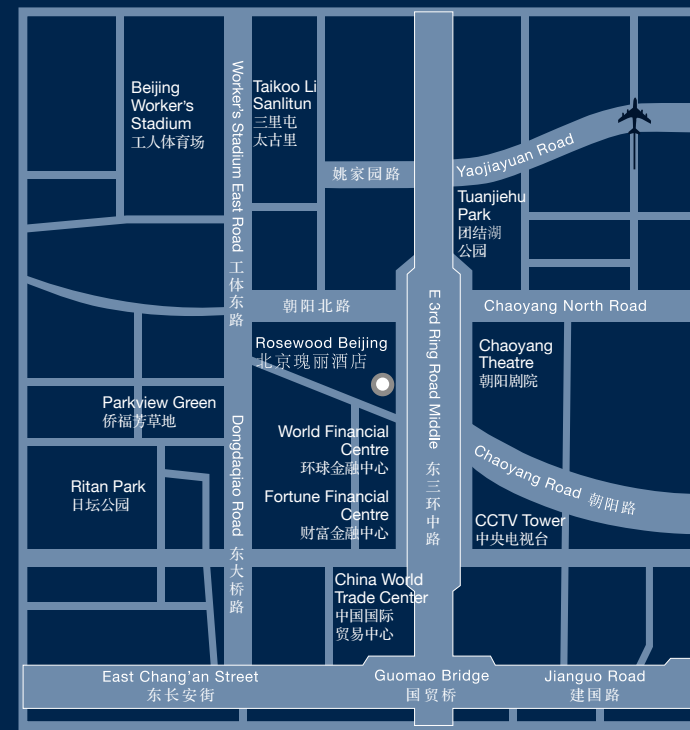 Beijing
Worker's
Stadium
工人体育场
Worker's Stadium East Road 工体东路
Taikoo Li
Sanlitun
三里屯
太古里
姚家园路
Yaojiayuan Road
Tuanjiehu
Park
团结湖
公园
朝阳北路
Chaoyang North Road
E 3rd Ring Road Middle 东三环中路
Rosewood Beijing
北京瑰丽酒店
Chaoyang
Theatre
朝阳剧院
Parkview Green
侨福芳草地
Dongdaqiao Road 东大桥路
World Financial
Centre
环球金融中心
Chaoyang Road 朝阳路
Ritan Park
日坛公园
Fortune Financial
Centre
财富金融中心
CCTV Tower
中央电视台
China World
Trade Center
中国国际
贸易中心
East Chang'an Street
东长安街
Guomao Bridge
国贸桥
Jianguo Road
建国路